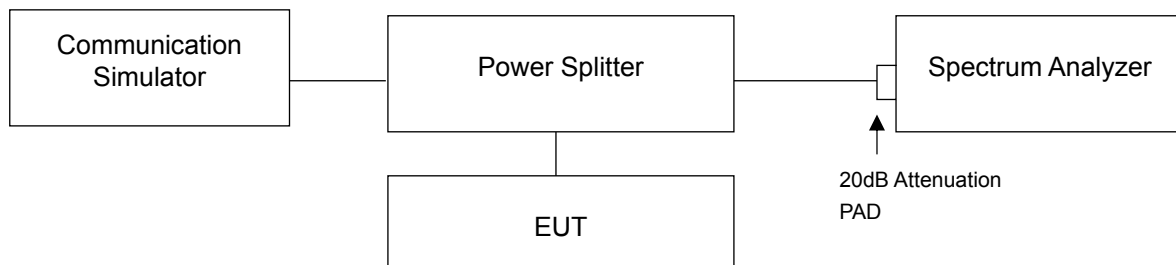 Communication
Simulator
Power Splitter
Spectrum Analyzer
20dB Attenuation
PAD
EUT